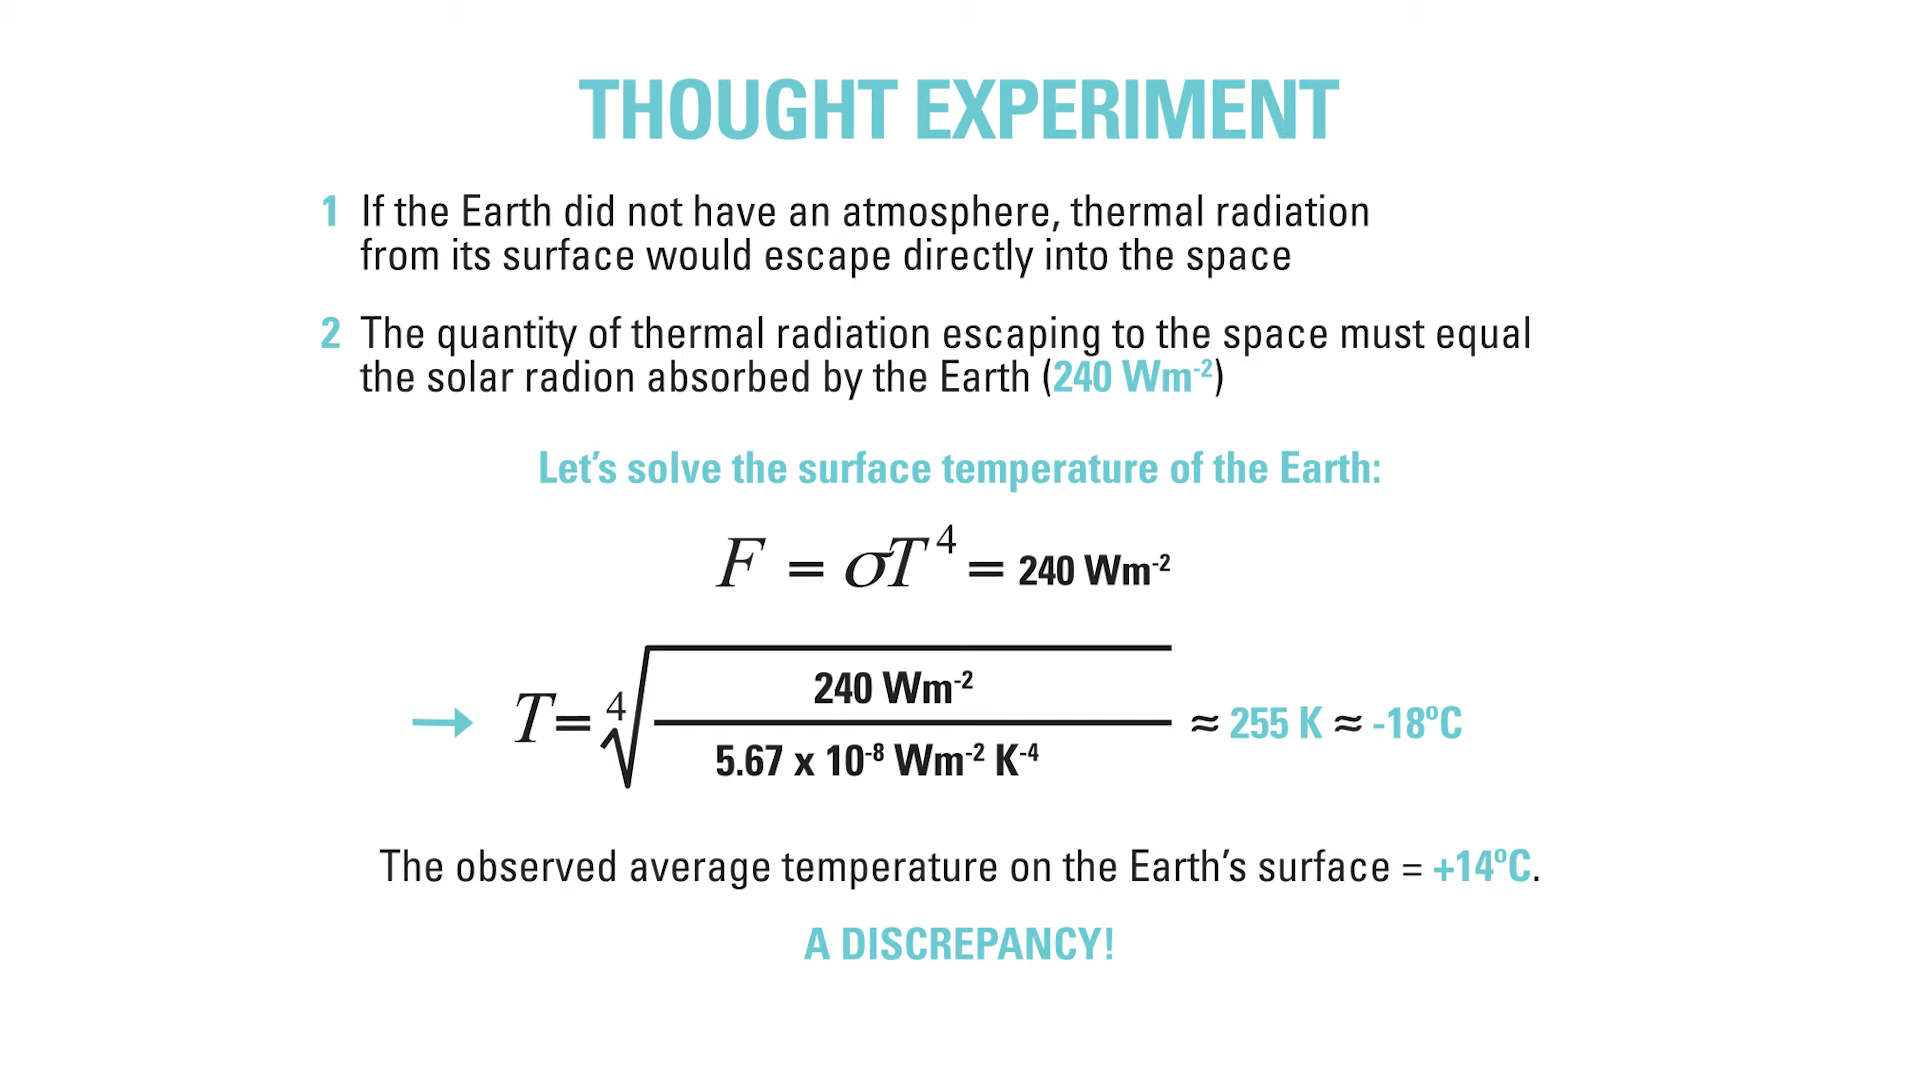 THOUGHT EXPERIMENT
1 If the Earth did not have an atmosphere, thermal radiation
from its surface would escape directly into the space
2 The quantity of thermal radiation escaping to the space must equal
the solar radion absorbed by the Earth (240 Wm⁻²)
Let’s solve the surface temperature of the Earth:
F = σT⁴ = 240 Wm⁻²
→ T = ⁴√(240 Wm⁻² / 5.67 x 10⁻⁸ Wm⁻² K⁻⁴) ≈ 255 K ≈ -18ºC
The observed average temperature on the Earth’s surface = +14ºC.
A DISCREPANCY!